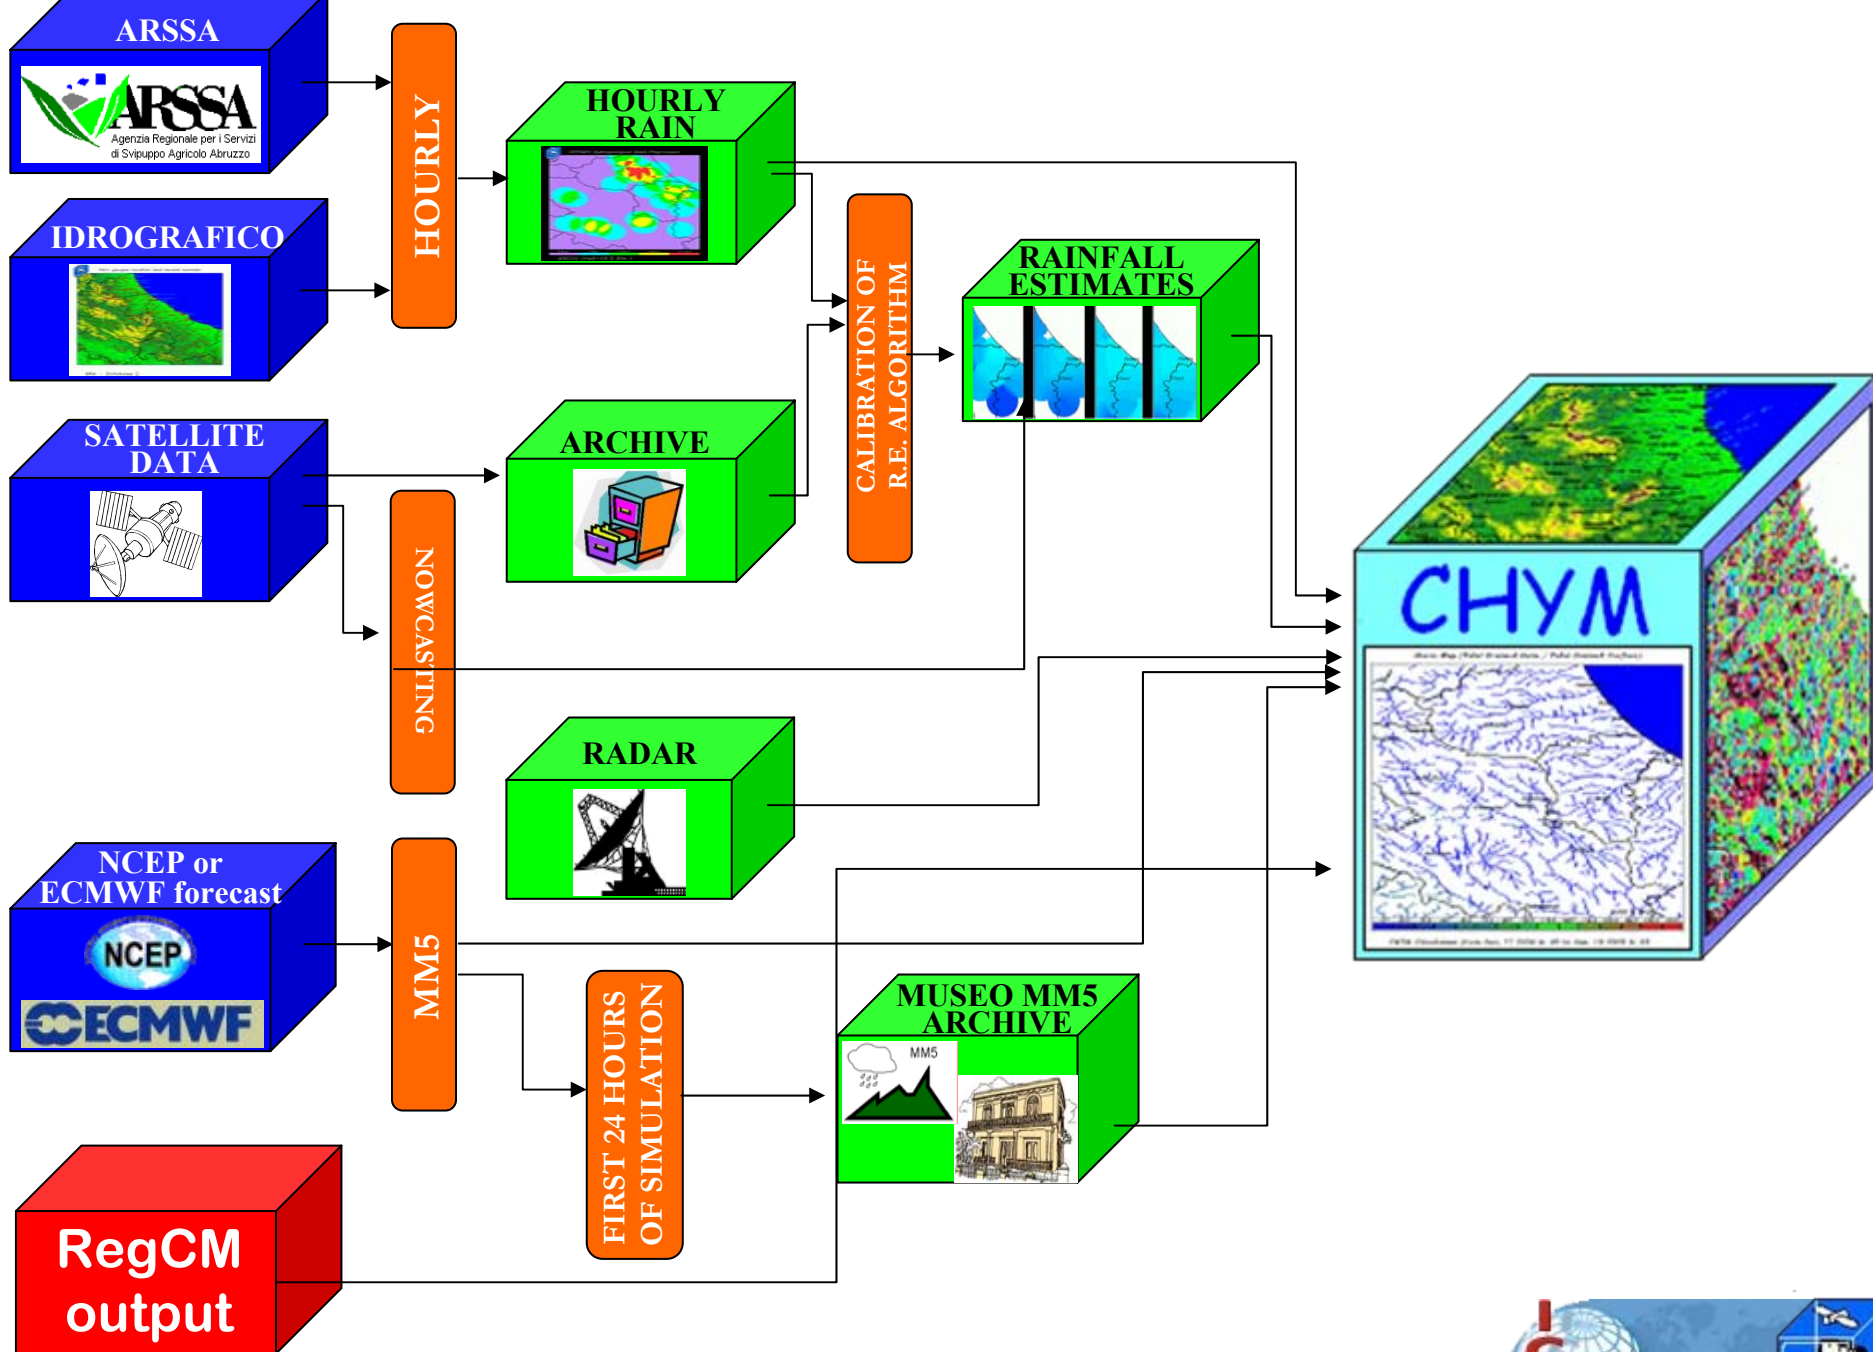 ARSSA
ARSSA
Agenzia Regionale per i Servizi
di Svipuppo Agricolo Abruzzo
HOURLY
HOURLY
RAIN
IDROGRAFICO
CALIBRATION OF
R.E. ALGORITHM
RAINFALL
ESTIMATES
SATELLITE
DATA
ARCHIVE
NOWCASTING
CHYM
RADAR
NCEP or
ECMWF forecast
NCEP
ECMWF
MM5
FIRST 24 HOURS
OF SIMULATION
MUSEO MM5
ARCHIVE
MM5
RegCM
output
I